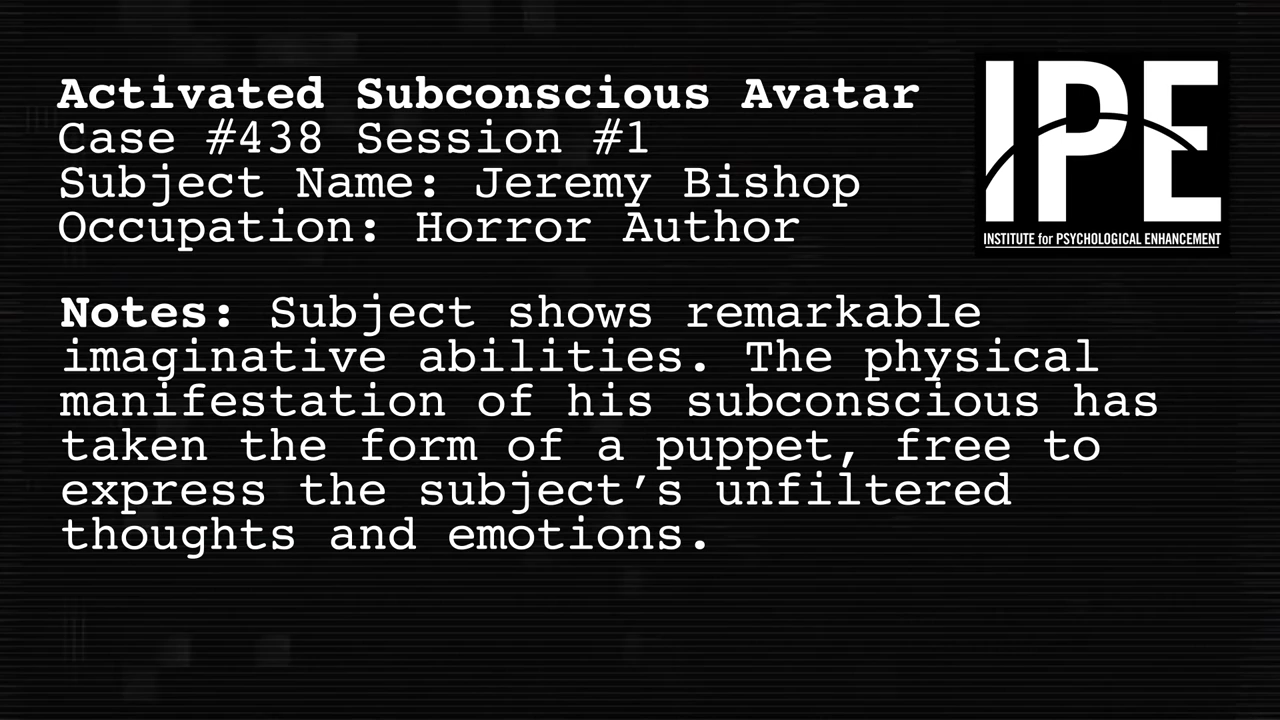 Activated Subconscious Avatar
Case #438 Session #1
Subject Name: Jeremy Bishop
Occupation: Horror Author
IPE
INSTITUTE for PSYCHOLOGICAL ENHANCEMENT
Notes: Subject shows remarkable
imaginative abilities. The physical
manifestation of his subconscious has
taken the form of a puppet, free to
express the subject’s unfiltered
thoughts and emotions.